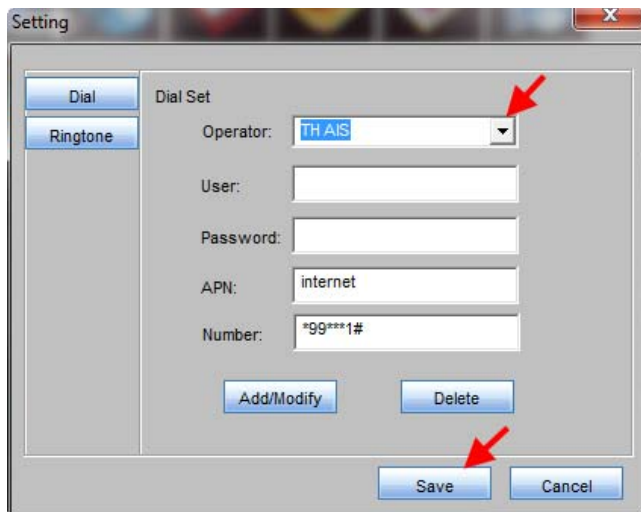 Setting
Dial
Ringtone
Dial Set
Operator: TH AIS
User:
Password:
APN: internet
Number: *99***1#
Add/Modify Delete
Save Cancel